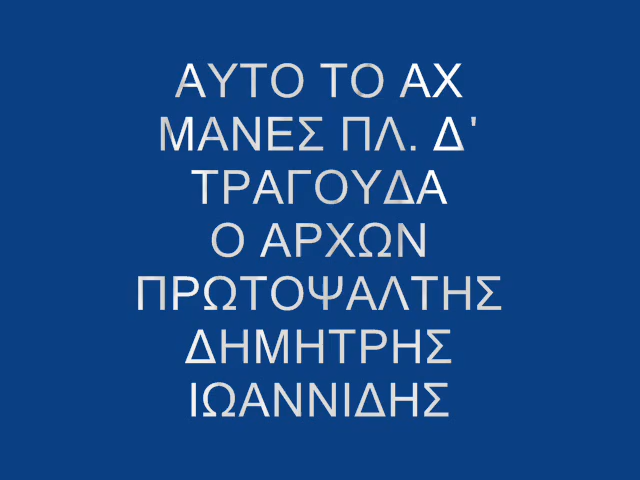 ΑΥΤΟ ΤΟ ΑΧ
ΜΑΝΕΣ ΠΛ. Δ'
ΤΡΑΓΟΥΔΑ
Ο ΑΡΧΩΝ
ΠΡΩΤΟΨΑΛΤΗΣ
ΔΗΜΗΤΡΗΣ
ΙΩΑΝΝΙΔΗΣ